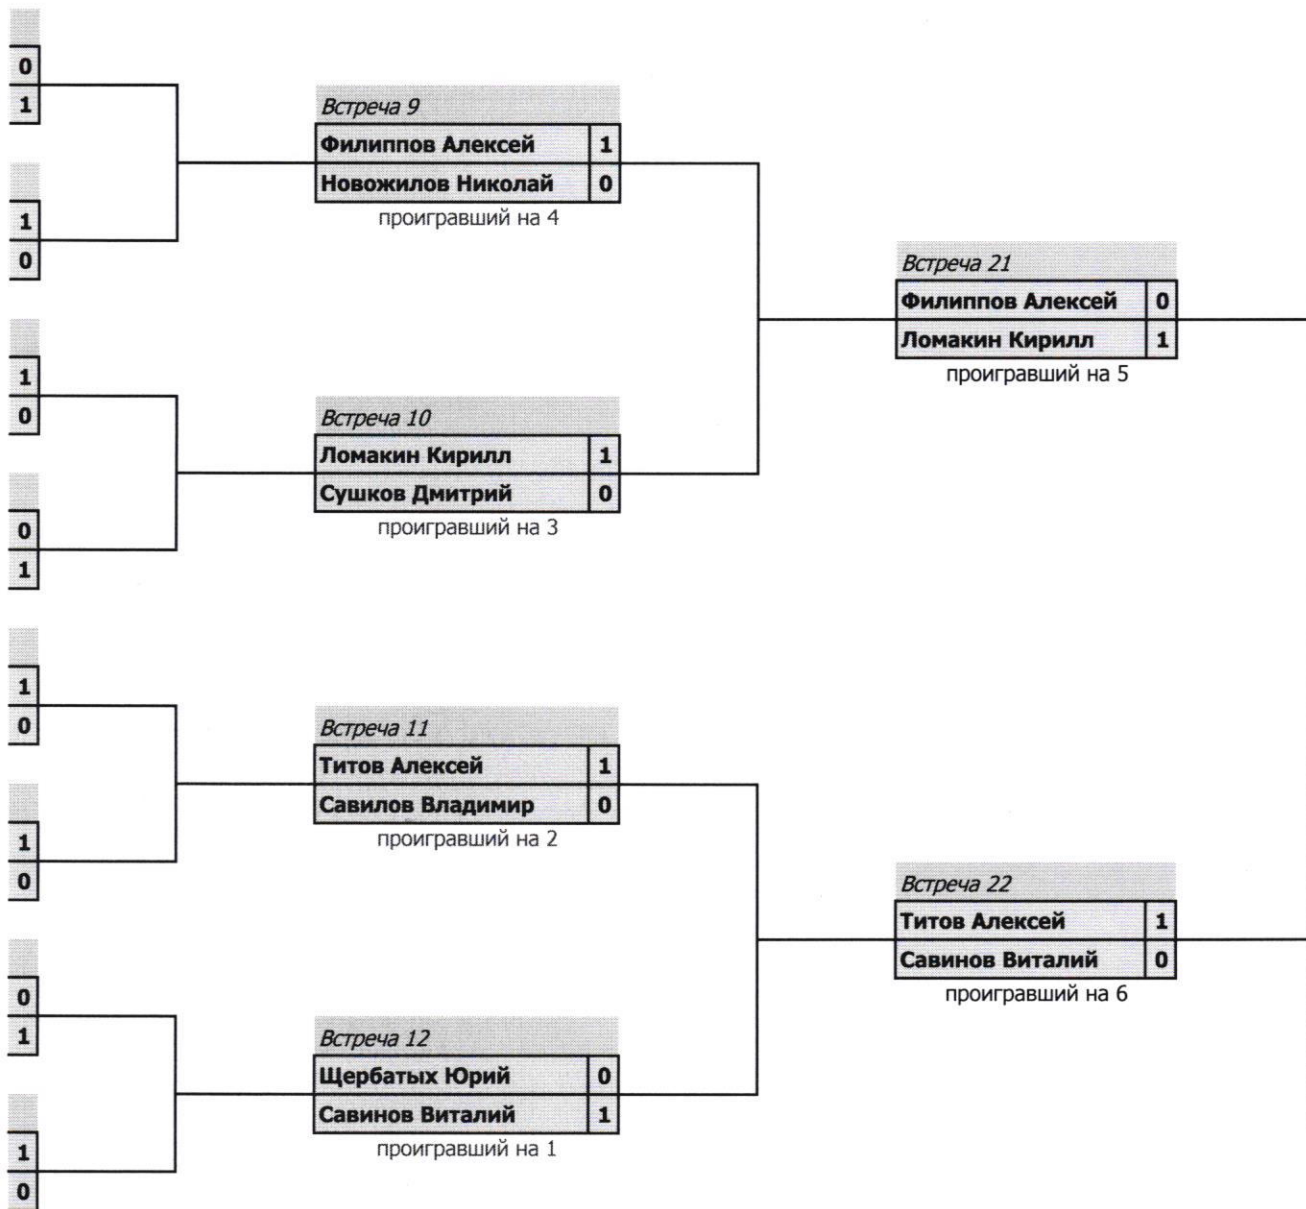 0
1
1
0
1
0
0
1
1
0
1
0
0
1
1
0
Встреча 9
Филиппов Алексей 1
Новожилов Николай 0
проигравший на 4
Встреча 10
Ломакин Кирилл 1
Сушков Дмитрий 0
проигравший на 3
Встреча 11
Титов Алексей 1
Савилов Владимир 0
проигравший на 2
Встреча 12
Щербатых Юрий 0
Савинов Виталий 1
проигравший на 1
Встреча 21
Филиппов Алексей 0
Ломакин Кирилл 1
проигравший на 5
Встреча 22
Титов Алексей 1
Савинов Виталий 0
проигравший на 6